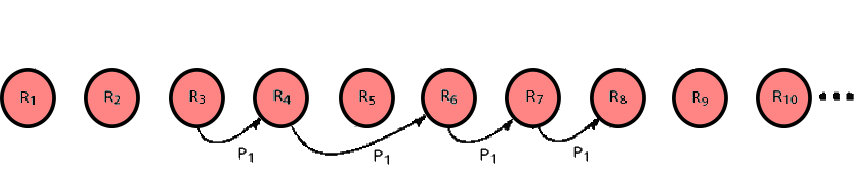 R1 R2 R3 R4 R5 R6 R7 R8 R9 R10 ...
P1 P1 P1 P1